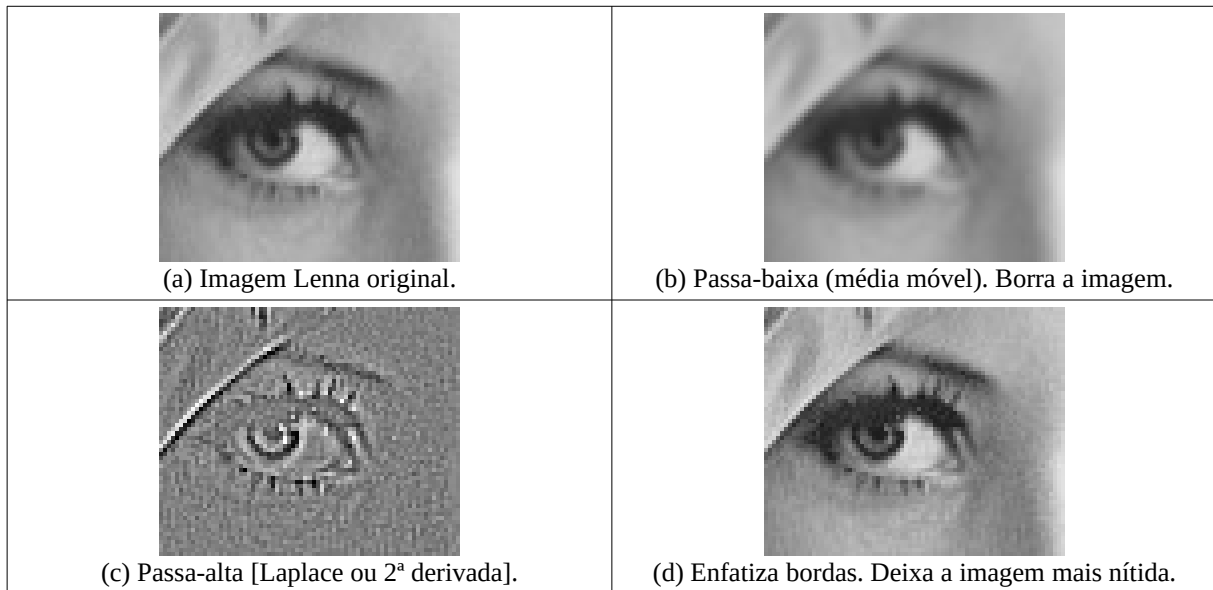 (a) Imagem Lenna original.
(b) Passa-baixa (média móvel). Borra a imagem.
(c) Passa-alta [Laplace ou 2ª derivada].
(d) Enfatiza bordas. Deixa a imagem mais nítida.